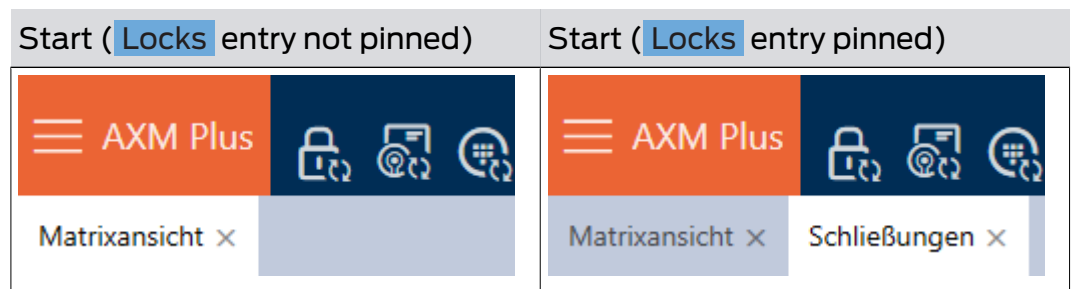 Start ( Locks entry not pinned)
Start ( Locks entry pinned)
AXM Plus
AXM Plus
Matrixansicht ×
Matrixansicht × Schließungen ×